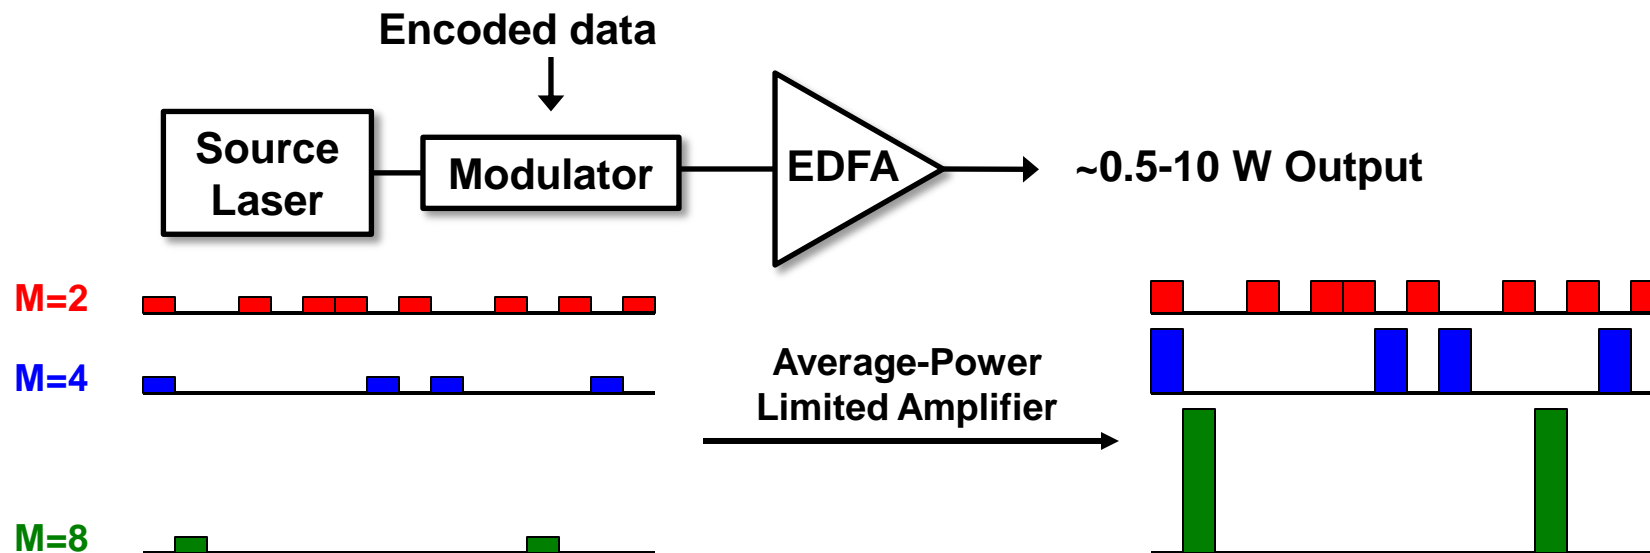 Encoded data
Source
Laser
Modulator
EDFA
~0.5-10 W Output
M=2
M=4
Average-Power
Limited Amplifier
M=8